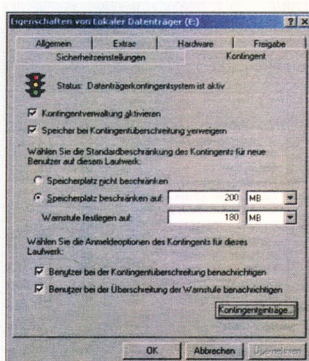 Eigenschaften von Lokaler Datenträger (E:)
Allgemein Extras Hardware Freigabe
Sicherheitseinstellungen Kontingent
Status: Datenträgerkontingentsystem ist aktiv
Kontingentverwaltung aktivieren
Speicher bei Kontingentüberschreitung verweigern
Wählen Sie die Standardbeschränkung des Kontingents für neue
Benutzer auf diesem Laufwerk:
Speicherplatz nicht beschränken
Speicherplatz beschränken auf: 200 MB
Warnstufe festlegen auf: 180 MB
Wählen Sie die Anmeldeoptionen des Kontingents für dieses
Laufwerk:
Benutzer bei der Kontingentüberschreitung benachrichtigen
Benutzer bei der Überschreitung der Warnstufe benachrichtigen
Kontingenteinträge...
OK Abbrechen Übernehmen